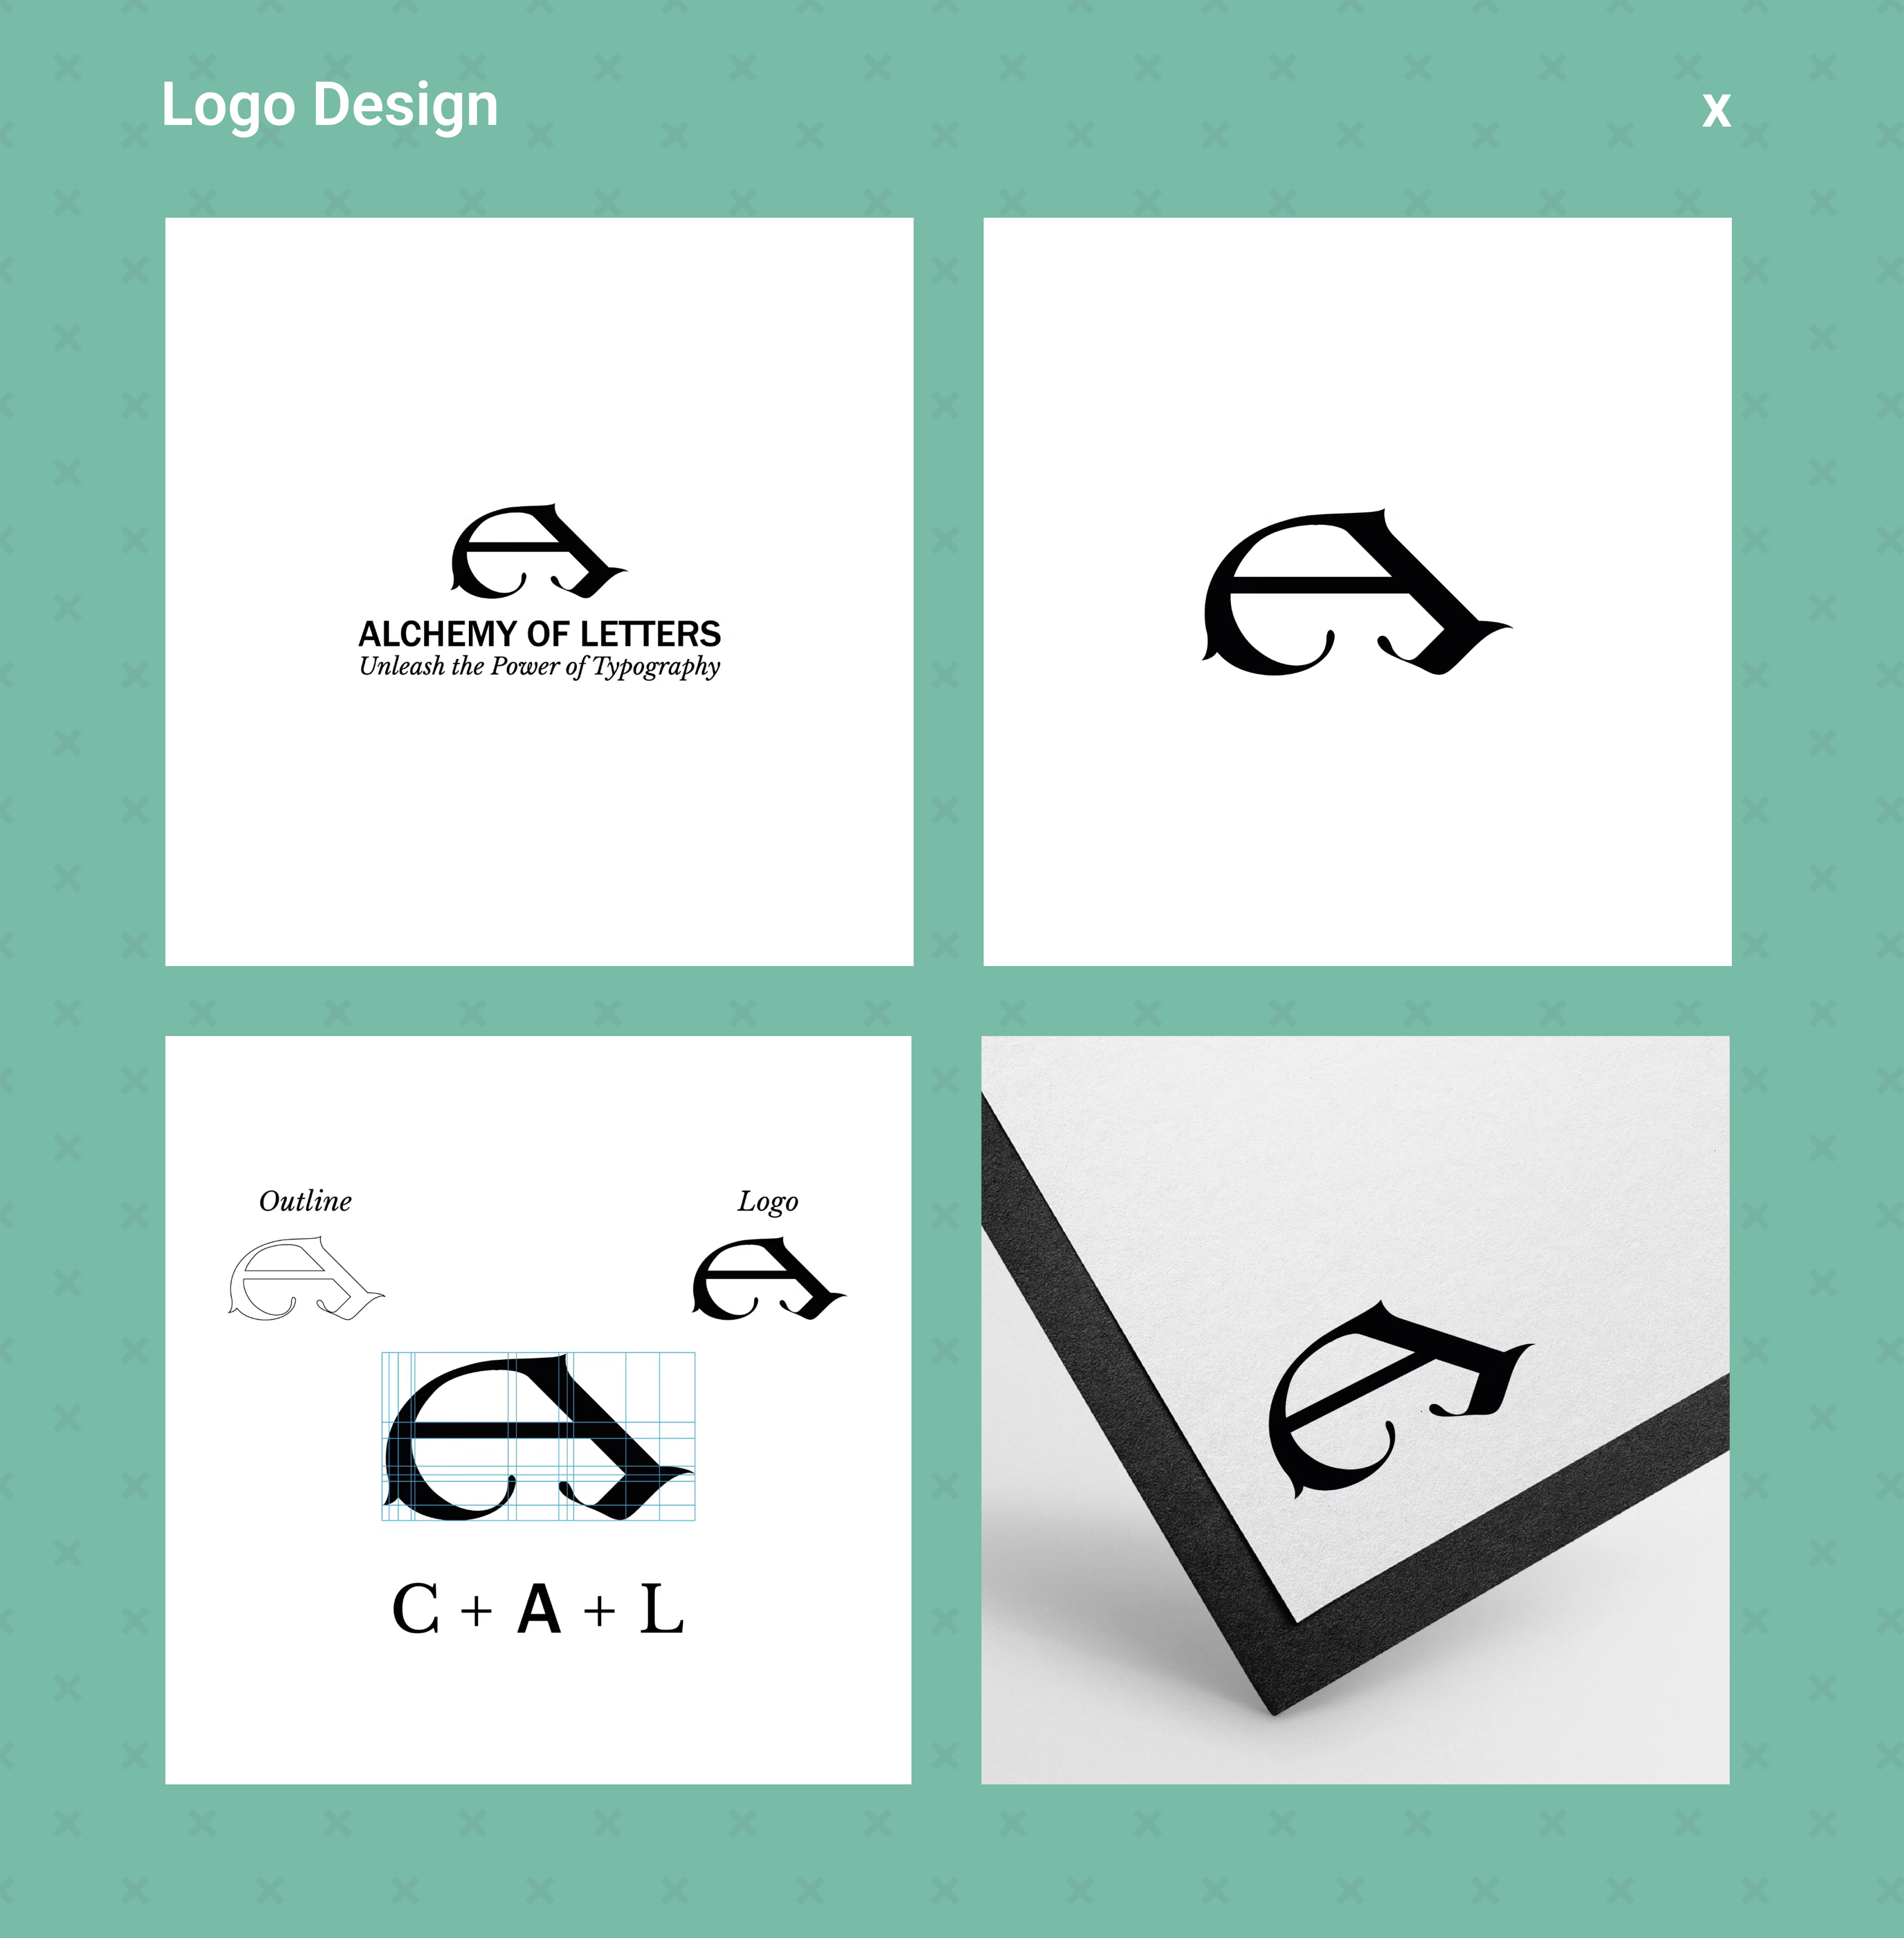 Logo Design
x
ALCHEMY OF LETTERS
Unleash the Power of Typography
Outline
Logo
C + A + L